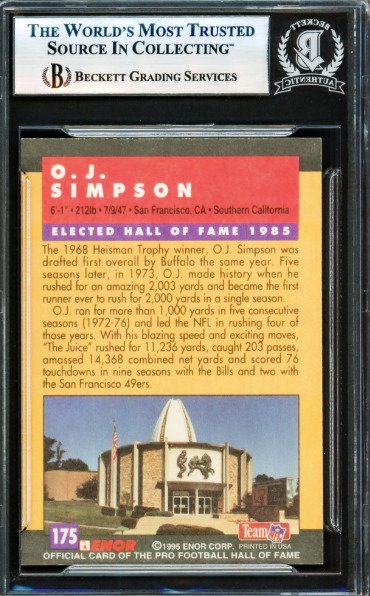 THE WORLD'S MOST TRUSTED
SOURCE IN COLLECTING™
B BECKETT GRADING SERVICES
BECKETT
B
AUTHENTIC
O.J.
SIMPSON
6'-1" • 212lb • 7/9/47 • San Francisco, CA • Southern California
ELECTED HALL OF FAME 1985
The 1968 Heisman Trophy winner, O.J. Simpson was
drafted first overall by Buffalo the same year. Five
seasons later, in 1973, O.J. made history when he
rushed for an amazing 2,003 yards and became the first
runner ever to rush for 2,000 yards in a single season.
O.J. ran for more than 1,000 yards in five consecutive
seasons (1972-76) and led the NFL in rushing four of
those years. With his blazing speed and exciting moves,
"The Juice" rushed for 11,236 yards, caught 203 passes,
amassed 14,368 combined net yards and scored 76
touchdowns in nine seasons with the Bills and two with
the San Francisco 49ers.
175 ENOR ©1995 ENOR CORP. PRINTED IN USA
Team NFL
OFFICIAL CARD OF THE PRO FOOTBALL HALL OF FAME